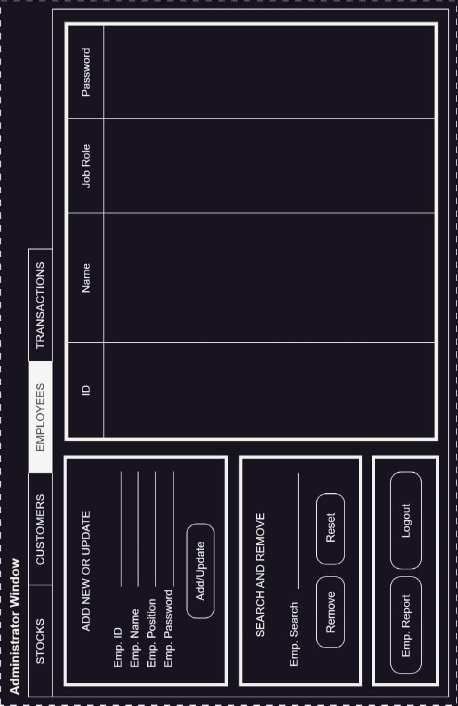 Administrator Window
STOCKS CUSTOMERS EMPLOYEES TRANSACTIONS
ADD NEW OR UPDATE
Emp. ID
Emp. Name
Emp. Position
Emp. Password
Add/Update
SEARCH AND REMOVE
Emp. Search
Remove Reset
Emp. Report Logout
ID Name Job Role Password